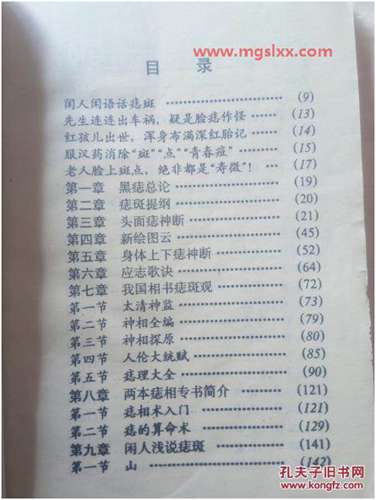 www.mgslxx.com
目 录
闲人闲语话痣斑 ……………………… (9)
先生连连出车祸，疑是脸痣作怪 ………… (13)
红孩儿出世，浑身布满深红胎记 ………… (14)
服汉药消除“斑”“点”“青春痘” ………… (15)
老人脸上斑点，绝非都是“寿徵”！ ……… (17)
第一章 黑痣总论 ……………………… (19)
第二章 痣斑提纲 ……………………… (20)
第三章 头面痣神断 …………………… (21)
第四章 新绘图云 ……………………… (45)
第五章 身体上下痣神断 ……………… (52)
第六章 应志歌诀 ……………………… (64)
第七章 我国相书痣斑观 ……………… (72)
第一节 太清神监 ……………………… (73)
第二节 神相全编 ……………………… (79)
第三节 神相探原 ……………………… (80)
第四节 人伦大统赋 …………………… (85)
第五节 痣理大全 ……………………… (90)
第八章 两本痣相专书简介 …………… (121)
第一节 痣相术入门 …………………… (121)
第二节 痣的算命术 …………………… (129)
第九章 闲人浅说痣斑 ………………… (141)
第一节 山 ……………………………… (142)
孔夫子旧书网
kongfz.com